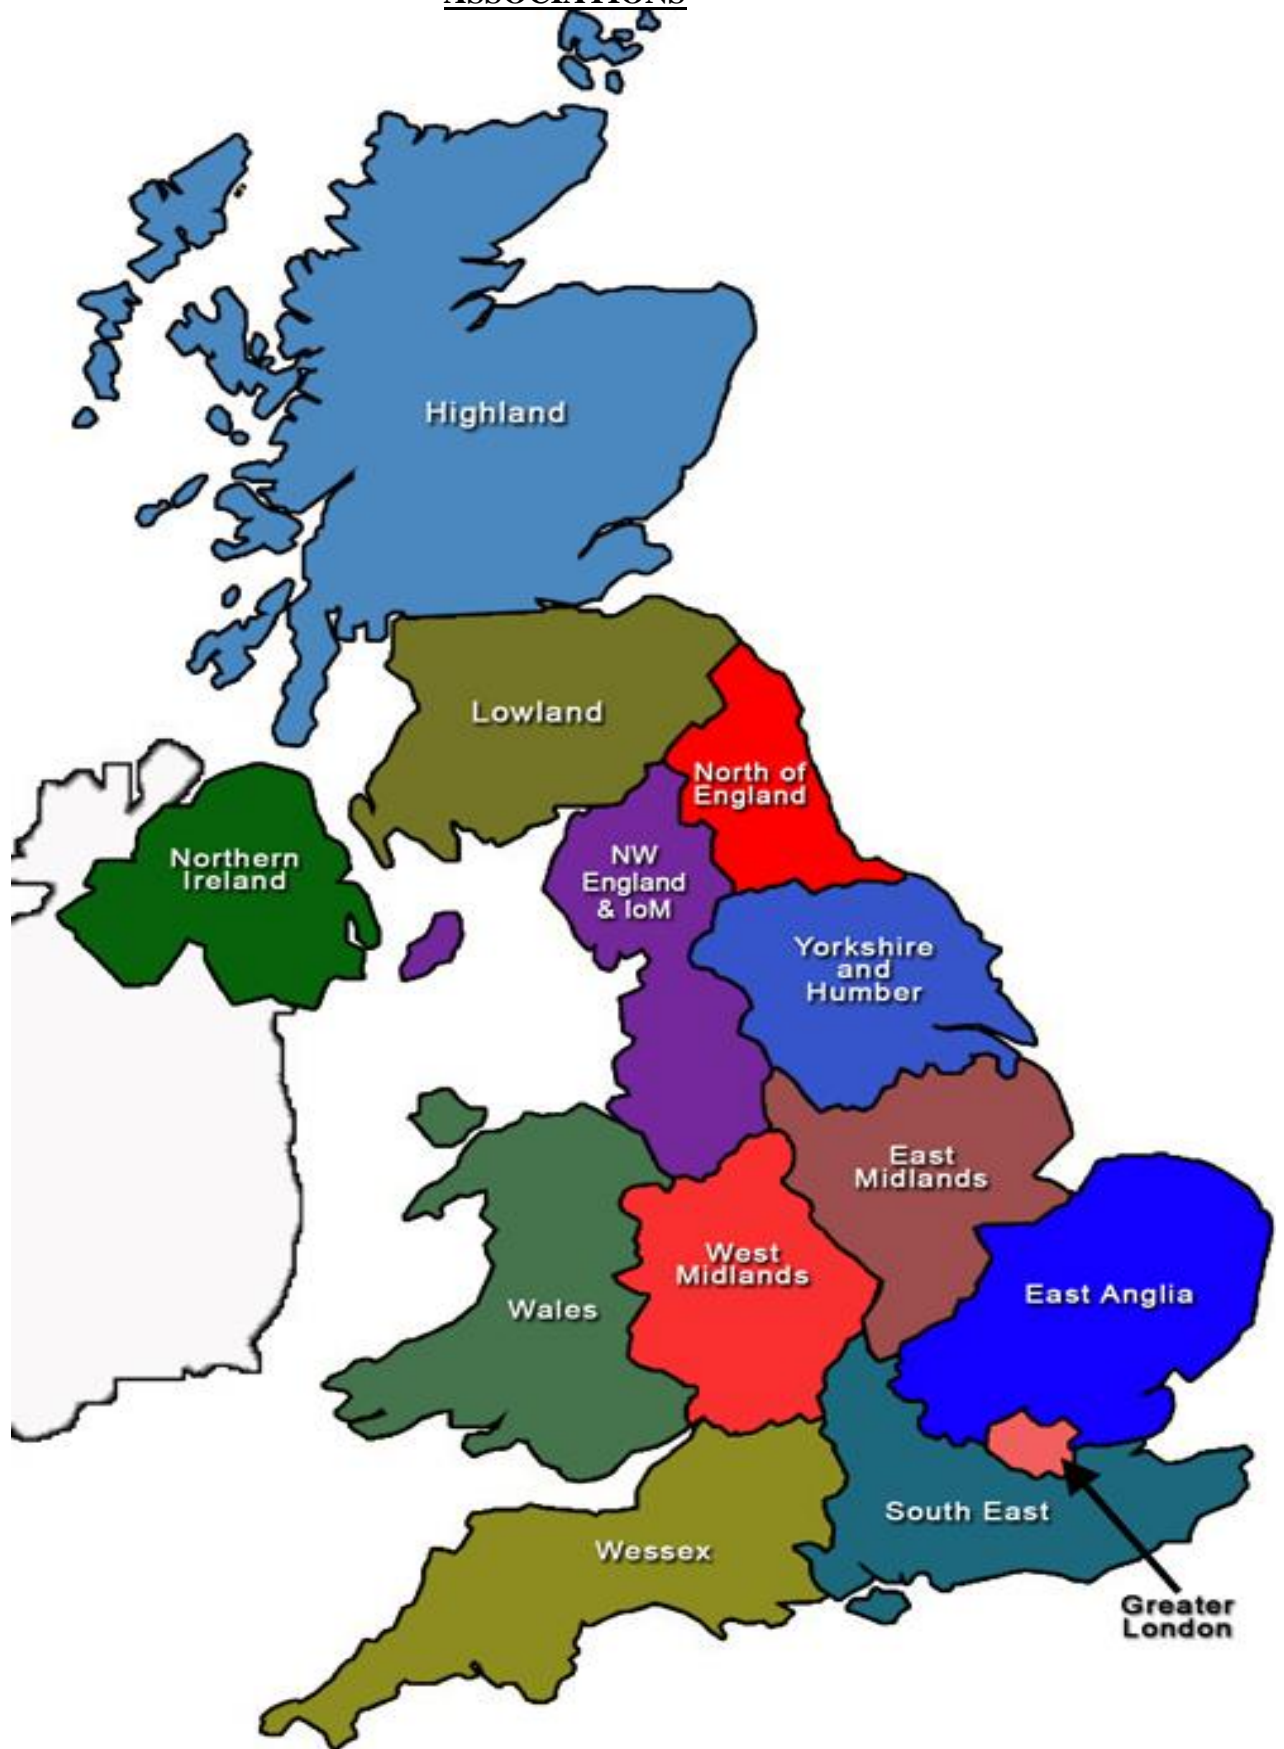 ASSOCIATIONS
Highland
Lowland
North of
England
Northern
Ireland
NW
England
& IoM
Yorkshire
and
Humber
East
Midlands
West
Midlands
East Anglia
Wales
South East
Wessex
Greater
London